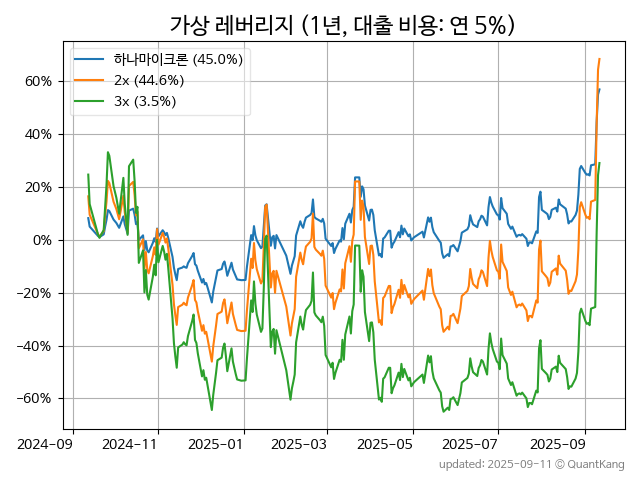 가상 레버리지 (1년, 대출 비용: 연 5%)
하나마이크론 (45.0%)
2x (44.6%)
3x (3.5%)
60%
40%
20%
0%
−20%
−40%
−60%
2024-09
2024-11
2025-01
2025-03
2025-05
2025-07
2025-09
updated: 2025-09-11 © QuantKang